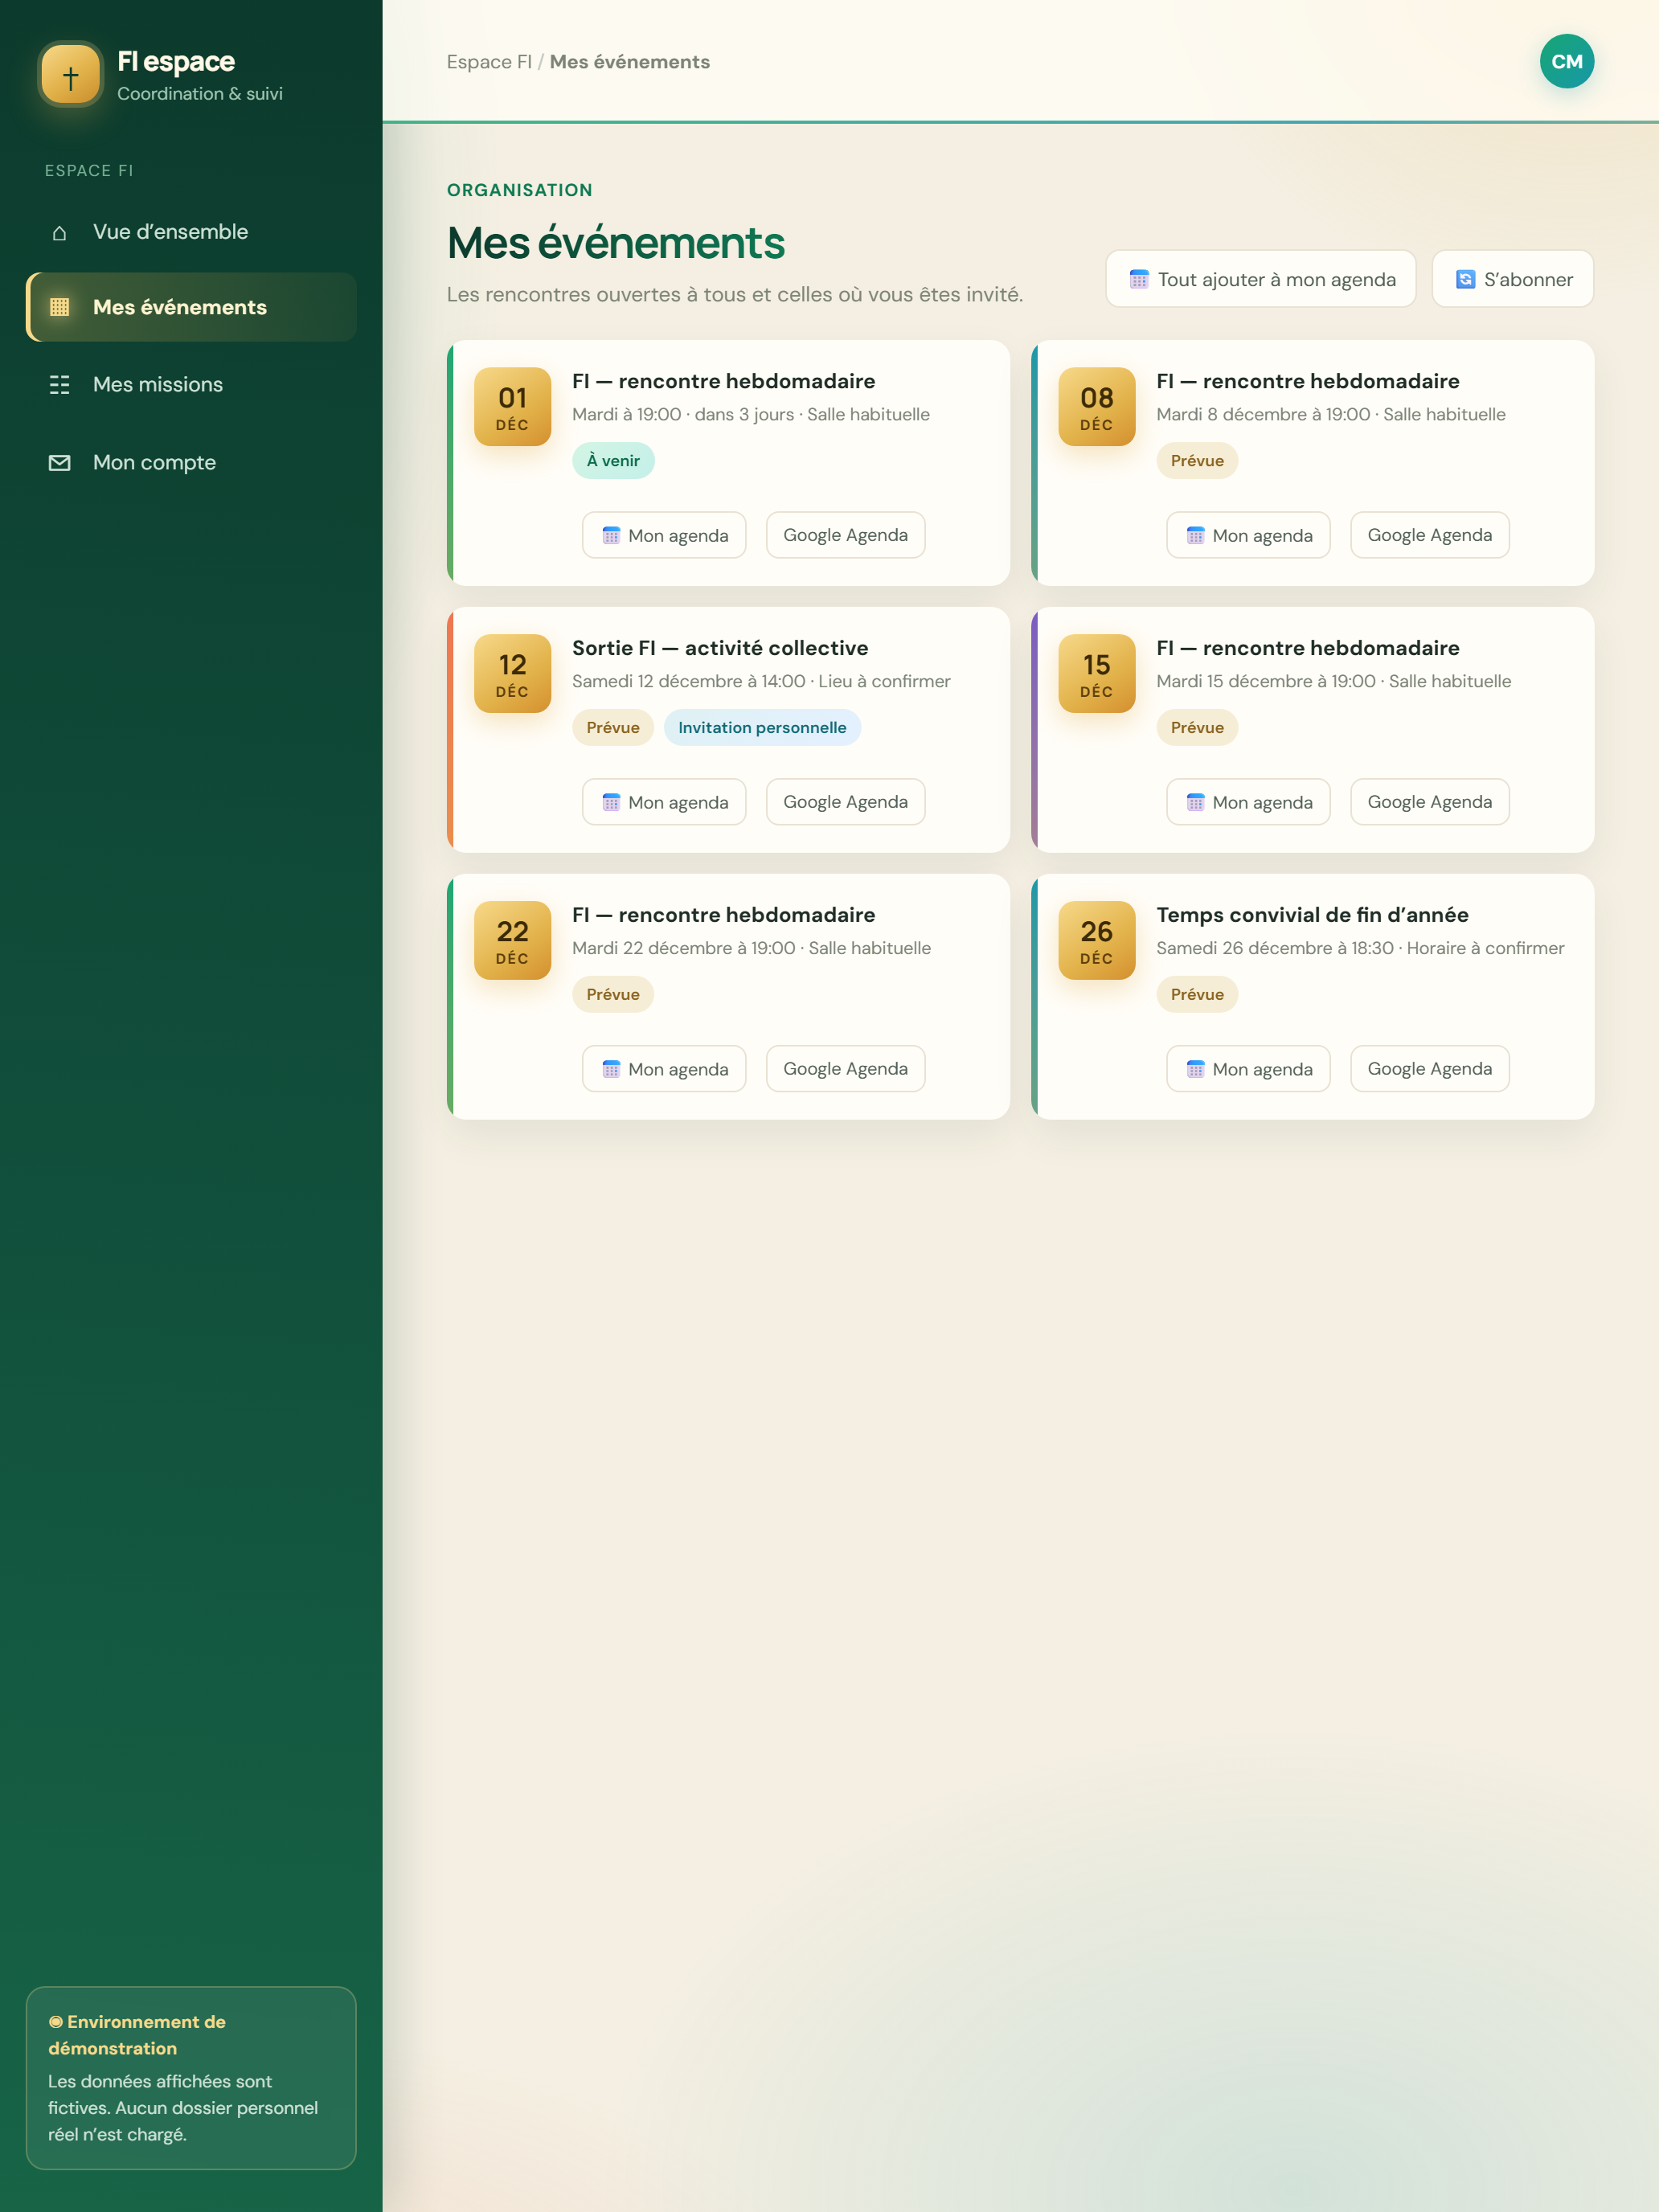 FI espace
Coordination & suivi
ESPACE FI
Vue d’ensemble
Mes événements
Mes missions
Mon compte
Environnement de
démonstration
Les données affichées sont
fictives. Aucun dossier personnel
réel n’est chargé.
Espace FI / Mes événements
CM
ORGANISATION
Mes événements
Les rencontres ouvertes à tous et celles où vous êtes invité.
Tout ajouter à mon agenda
S’abonner
01
DÉC
FI — rencontre hebdomadaire
Mardi à 19:00 · dans 3 jours · Salle habituelle
À venir
Mon agenda
Google Agenda
08
DÉC
FI — rencontre hebdomadaire
Mardi 8 décembre à 19:00 · Salle habituelle
Prévue
Mon agenda
Google Agenda
12
DÉC
Sortie FI — activité collective
Samedi 12 décembre à 14:00 · Lieu à confirmer
Prévue
Invitation personnelle
Mon agenda
Google Agenda
15
DÉC
FI — rencontre hebdomadaire
Mardi 15 décembre à 19:00 · Salle habituelle
Prévue
Mon agenda
Google Agenda
22
DÉC
FI — rencontre hebdomadaire
Mardi 22 décembre à 19:00 · Salle habituelle
Prévue
Mon agenda
Google Agenda
26
DÉC
Temps convivial de fin d’année
Samedi 26 décembre à 18:30 · Horaire à confirmer
Prévue
Mon agenda
Google Agenda